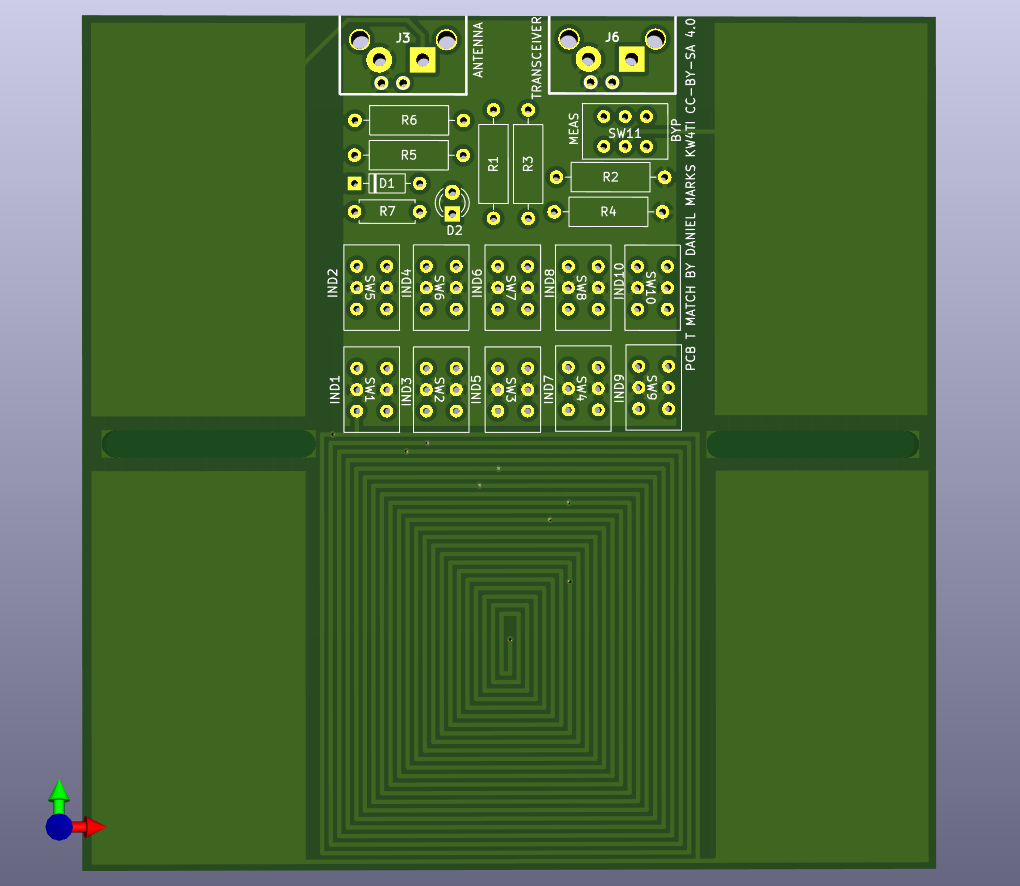 J3
ANTENNA
TRANSCEIVER
J6
PCB T MATCH BY DANIEL MARKS KW4TI CC-BY-SA 4.0
R6
R5
D1
R7
D2
R1
R3
MEAS
SW11
BYP
R2
R4
IND2
SW5
IND4
SW6
IND6
SW7
IND8
SW8
IND10
SW10
IND1
SW1
IND3
SW2
IND5
SW3
IND7
SW4
IND9
SW9